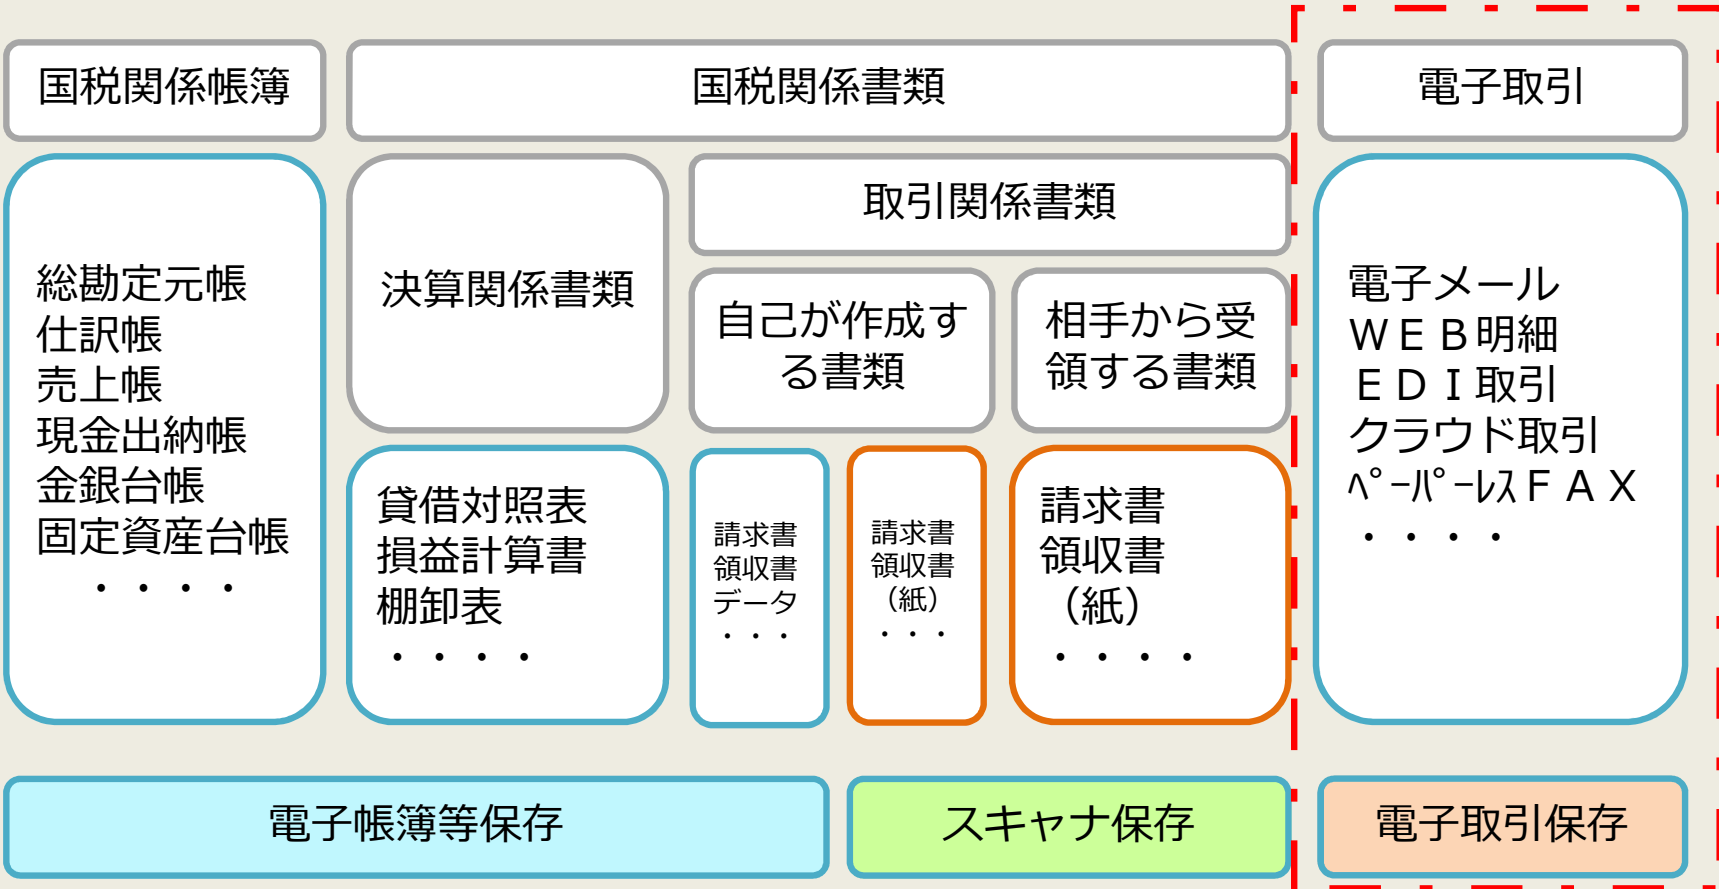 国税関係帳簿
国税関係書類
電子取引
総勘定元帳
仕訳帳
売上帳
現金出納帳
金銀台帳
固定資産台帳
・・・・
決算関係書類
取引関係書類
自己が作成す
る書類
相手から受
領する書類
貸借対照表
損益計算書
棚卸表
・・・・
請求書
領収書
データ
・・・
請求書
領収書
（紙）
・・・
請求書
領収書
（紙）
・・・・
電子メール
ＷＥＢ明細
ＥＤＩ取引
クラウド取引
ﾍﾟｰﾊﾟｰﾚｽＦＡＸ
・・・・
電子帳簿等保存
スキャナ保存
電子取引保存